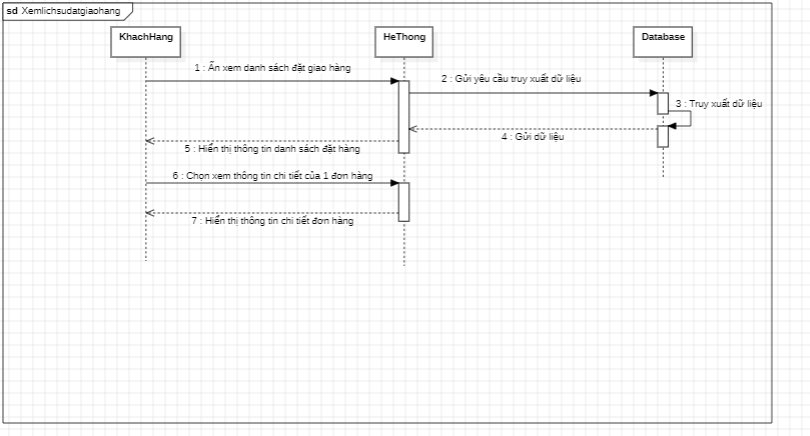 sd Xemlichsudatgiaohang
KhachHang
HeThong
Database
1 : Ấn xem danh sách đặt giao hàng
2 : Gửi yêu cầu truy xuất dữ liệu
3 : Truy xuất dữ liệu
4 : Gửi dữ liệu
5 : Hiển thị thông tin danh sách đặt hàng
6 : Chọn xem thông tin chi tiết của 1 đơn hàng
7 : Hiển thị thông tin chi tiết đơn hàng